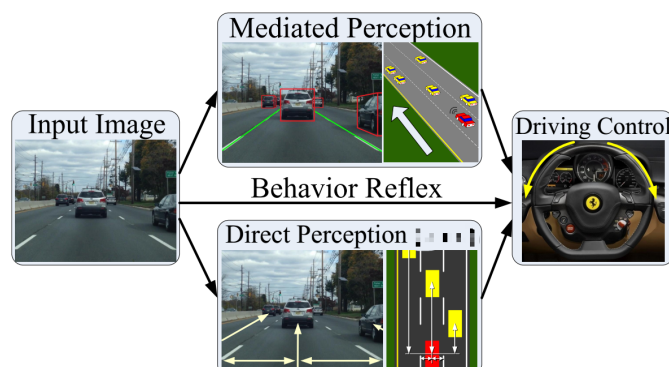 Mediated Perception
Input Image
Driving Control
Behavior Reflex
Direct Perception